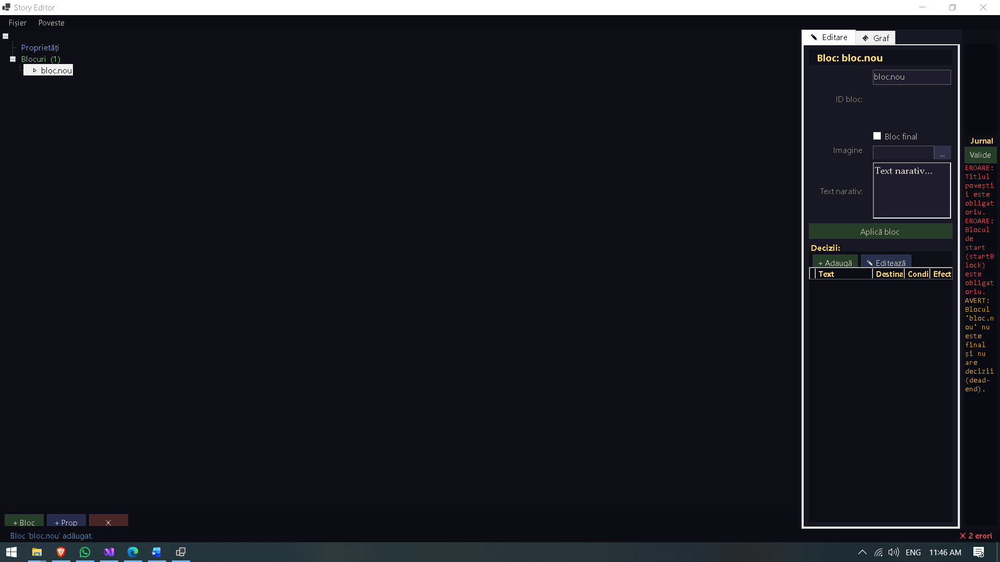 Story Editor
Fișier Poveste
Proprietăți
Blocuri (1)
bloc.nou
+ Bloc + Prop X
Bloc 'bloc.nou' adăugat.
Editare Graf
Bloc: bloc.nou
bloc.nou
ID bloc:
Bloc final
Imagine
...
Text narativ...
Text narativ:
Aplică bloc
Decizii:
+ Adaugă Editează
Text Destina Condi Efect
Jurnal
Valide
EROARE:
Titlul
povești
i este
obligat
oriu.
EROARE:
Blocul
de
start
(startB
lock)
este
obligat
oriu.
AVERT:
Blocul
'bloc.n
ou' nu
este
final
și nu
are
decizii
(dead-
end).
X 2 erori
ENG 11:46 AM